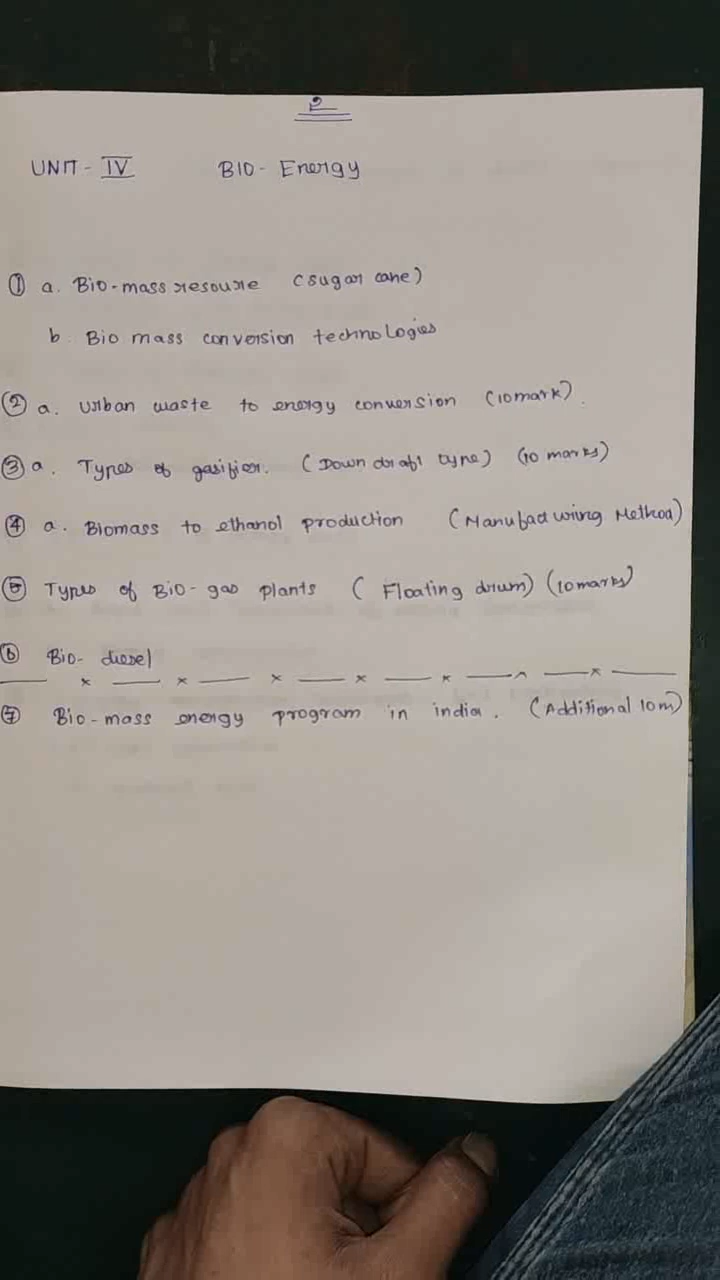 2
UNIT - IV BIO - Energy
① a. Bio-mass resoure (sugar cane)
b. Bio mass conversion technologies
② a. Urban waste to energy conversion (10mark).
③ a. Types of gasifier. (Down draft type) (10 marks)
④ a. Biomass to ethanol production (Manufacturing Method)
⑤ Types of Bio-gas plants (Floating drum) (10marks)
⑥ Bio-diesel
⑦ Bio-mass energy program in india. (Additional 10m)